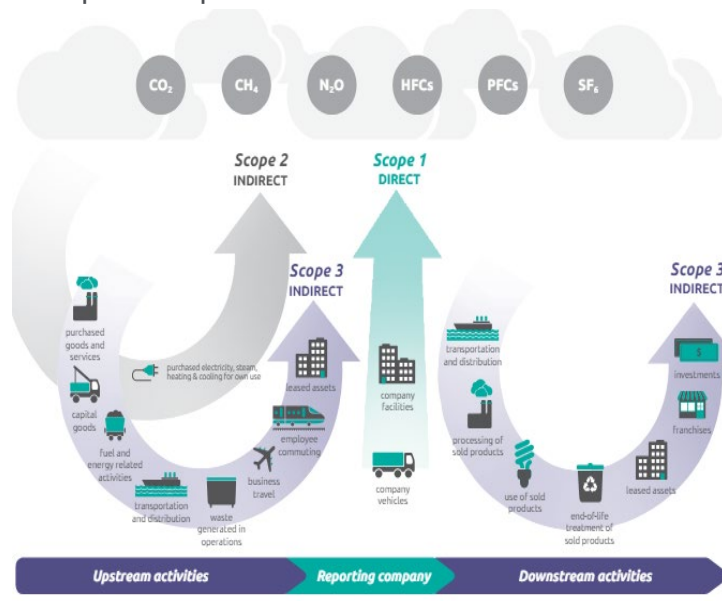 CO₂
CH₄
N₂O
HFCs
PFCs
SF₆
Scope 2
INDIRECT
Scope 1
DIRECT
Scope 3
INDIRECT
Scope 3
INDIRECT
purchased
goods and
services
capital
goods
fuel and
energy related
activities
transportation
and distribution
waste
generated in
operations
business
travel
employee
commuting
leased assets
purchased electricity, steam,
heating & cooling for own use
company
facilities
company
vehicles
transportation
and distribution
processing of
sold products
use of sold
products
end-of-life
treatment of
sold products
leased assets
franchises
$
investments
Upstream activities
Reporting company
Downstream activities